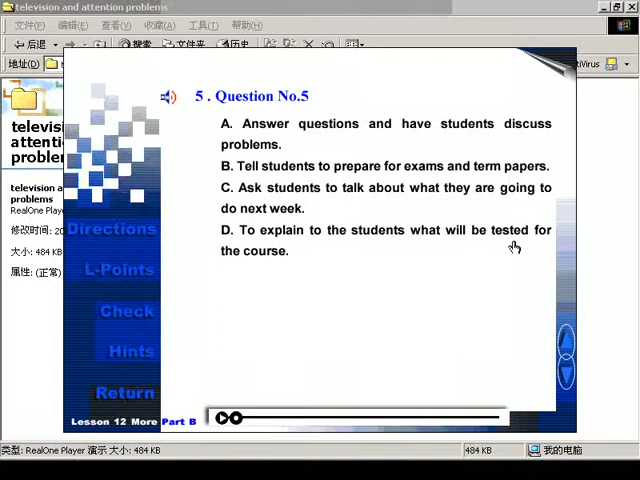 television and attention problems
文件(F) 编辑(E) 查看(V) 收藏(A) 工具(T) 帮助(H)
后退 搜索 文件夹 历史
地址(D)
tiVirus
televis
attenti
problem
television a
problems
RealOne Player
修改时间: 20
大小: 484 KB
属性: (正常)
5 . Question No.5
A. Answer questions and have students discuss
problems.
B. Tell students to prepare for exams and term papers.
C. Ask students to talk about what they are going to
do next week.
D. To explain to the students what will be tested for
the course.
Directions
L-Points
Check
Hints
Return
Lesson 12 More Part B
类型: RealOne Player 演示 大小: 484 KB
484 KB
我的电脑